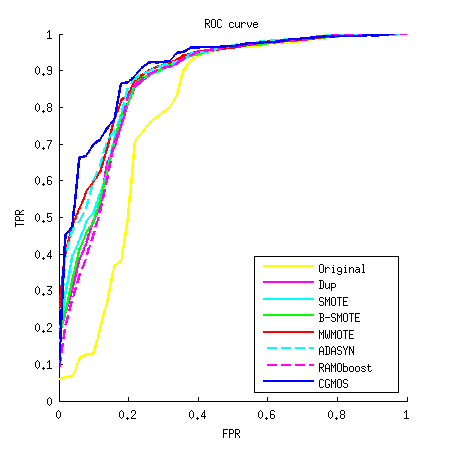 ROC curve
TPR
1
0.9
0.8
0.7
0.6
0.5
0.4
0.3
0.2
0.1
0
0
0.2
0.4
0.6
0.8
1
FPR
Original
Dup
SMOTE
B-SMOTE
MWMOTE
ADASYN
RAMOboost
CGMOS